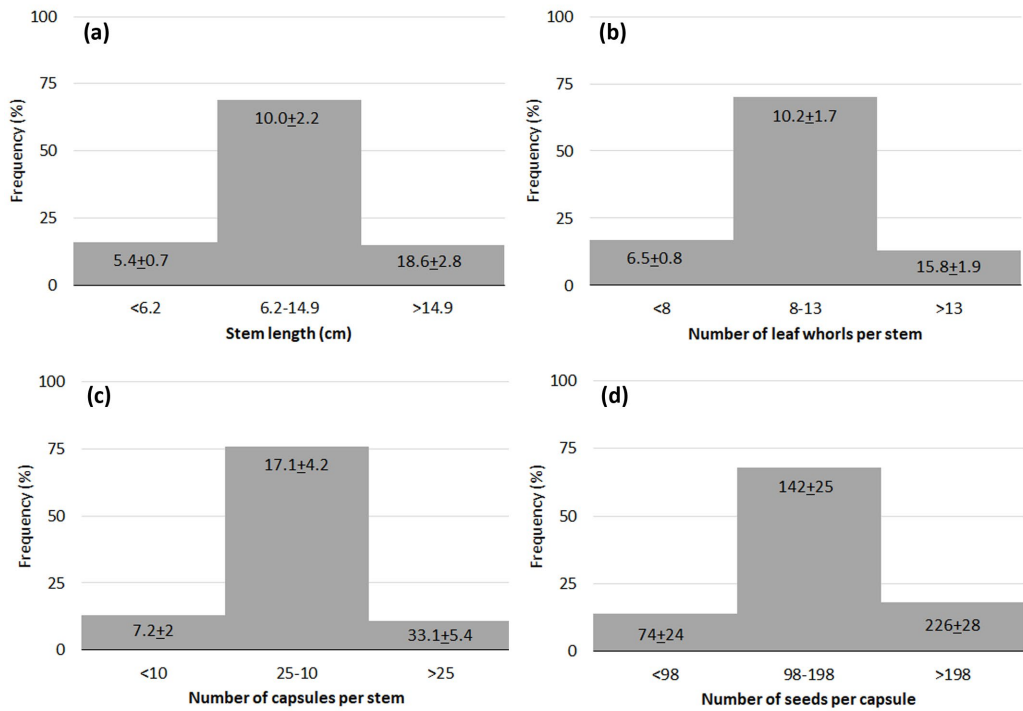 (a)
Frequency (%)
100
75
50
25
0
10.0±2.2
5.4±0.7
18.6±2.8
<6.2 6.2-14.9 >14.9
Stem length (cm)
(b)
Frequency (%)
100
75
50
25
0
10.2±1.7
6.5±0.8
15.8±1.9
<8 8-13 >13
Number of leaf whorls per stem
(c)
Frequency (%)
100
75
50
25
0
17.1±4.2
7.2±2
33.1±5.4
<10 25-10 >25
Number of capsules per stem
(d)
Frequency (%)
100
75
50
25
0
142±25
74±24
226±28
<98 98-198 >198
Number of seeds per capsule